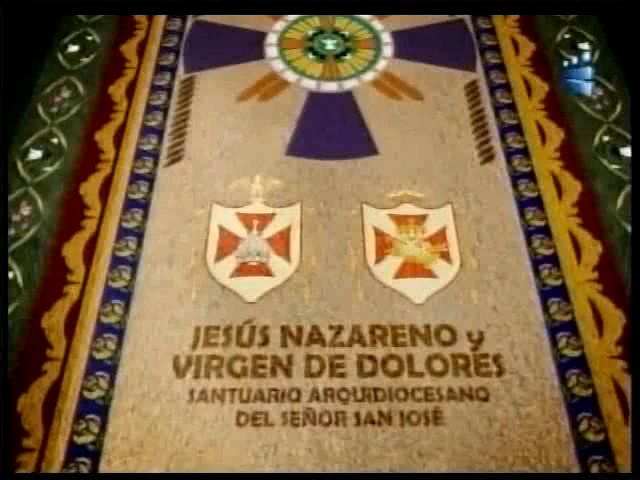 JESÚS NAZARENO y
VIRGEN DE DOLORES
SANTUARIO ARQUIDIOCESANO
DEL SEÑOR SAN JOSÉ